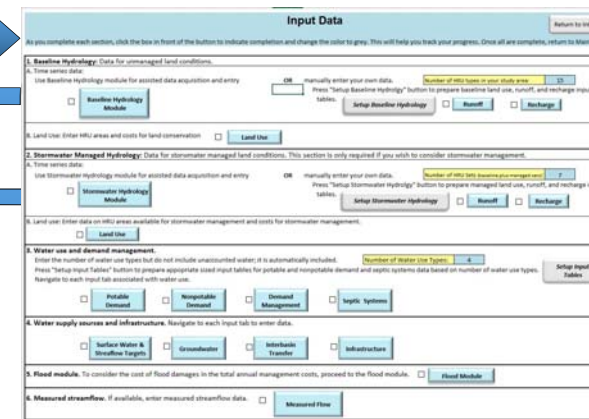 Input Data
Return to In
As you complete each section, click the box in front of the button to indicate completion and change the color to grey. This will help you track your progress. Once all are complete, return to Main
1. Baseline Hydrology: Data for unmanaged land conditions.
A. Time series data:
Use Baseline Hydrology module for assisted data acquisition and entry OR manually enter your own data. Number of HRU types in your study area 15
Press "Setup Baseline Hydrolgy" button to prepare baseline land use, runoff, and recharge input
tables.
Baseline Hydrology Module
Setup Baseline Hydrology Runoff Recharge
B. Land Use: Enter HRU areas and costs for land conservation Land Use
2. Stormwater Managed Hydrology: Data for stormwater managed land conditions. This section is only required if you wish to consider stormwater management.
A. Time series data:
Use Stormwater Hydrology module for assisted data acquisition and entry OR manually enter your own data. Number of HRU Sets (baseline plus managed sets) 7
Press "Setup Stormwater Hydrolgy" button to prepare managed land use, runoff, and recharge i
tables.
Stormwater Hydrology Module
Setup Stormwater Hydrology Runoff Recharge
B. Land use: Enter data on HRU areas available for stormwater management and costs for stormwater management.
Land Use
3. Water use and demand management.
Enter the number of water use types but do not include unaccounted water; it is automatically included. Number of Water Use Types: 4
Press "Setup Input Tables" button to prepare appropriate sized input tables for potable and nonpotable demand and septic systems data based on number of water use types.
Navigate to each input tab associated with water use.
Setup Input Tables
Potable Demand Nonpotable Demand Demand Management Septic Systems
4. Water supply sources and infrastructure. Navigate to each input tab to enter data.
Surface Water & Streamflow Targets Groundwater Interbasin Transfer Infrastructure
5. Flood module. To consider the cost of flood damages in the total annual management costs, proceed to the flood module. Flood Module
6. Measured streamflow. If available, enter measured streamflow data. Measured Flow